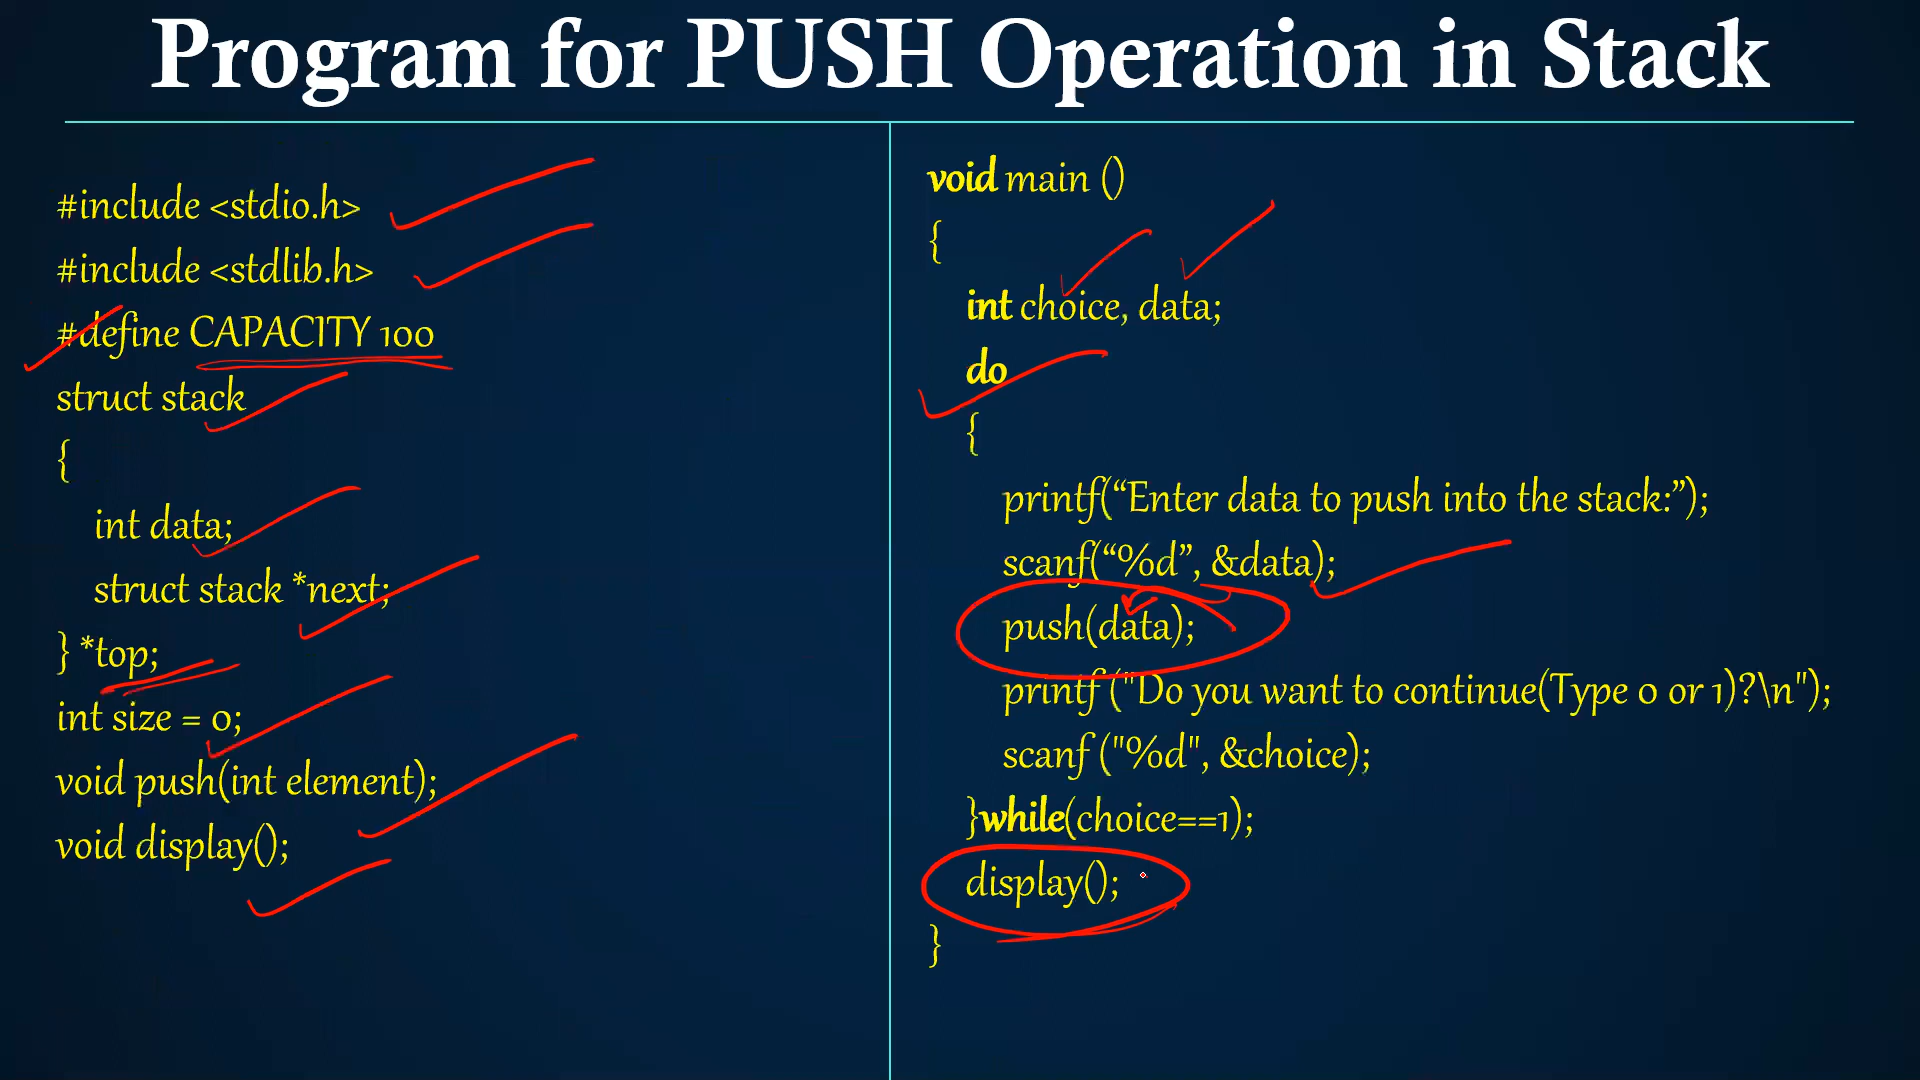 Program for PUSH Operation in Stack
#include <stdio.h>
#include <stdlib.h>
#define CAPACITY 100
struct stack
{
int data;
struct stack *next;
} *top;
int size = 0;
void push(int element);
void display();
void main ()
{
int choice, data;
do
{
printf(“Enter data to push into the stack:”);
scanf(“%d”, &data);
push(data);
printf ("Do you want to continue(Type 0 or 1)?\n");
scanf ("%d", &choice);
}while(choice==1);
display();
}